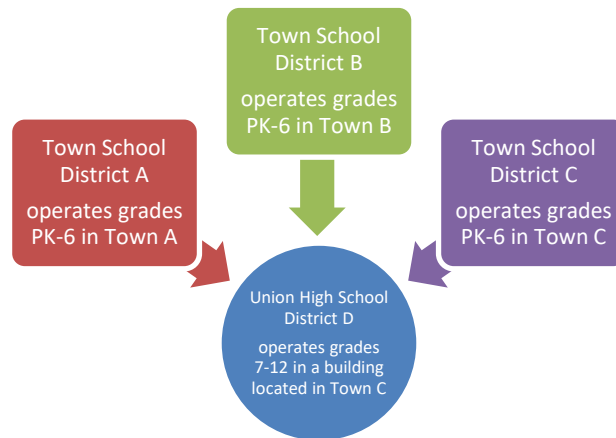 Town School
District B
operates grades
PK-6 in Town B
Town School
District A
operates grades
PK-6 in Town A
Town School
District C
operates grades
PK-6 in Town C
Union High School
District D
operates grades
7-12 in a building
located in Town C